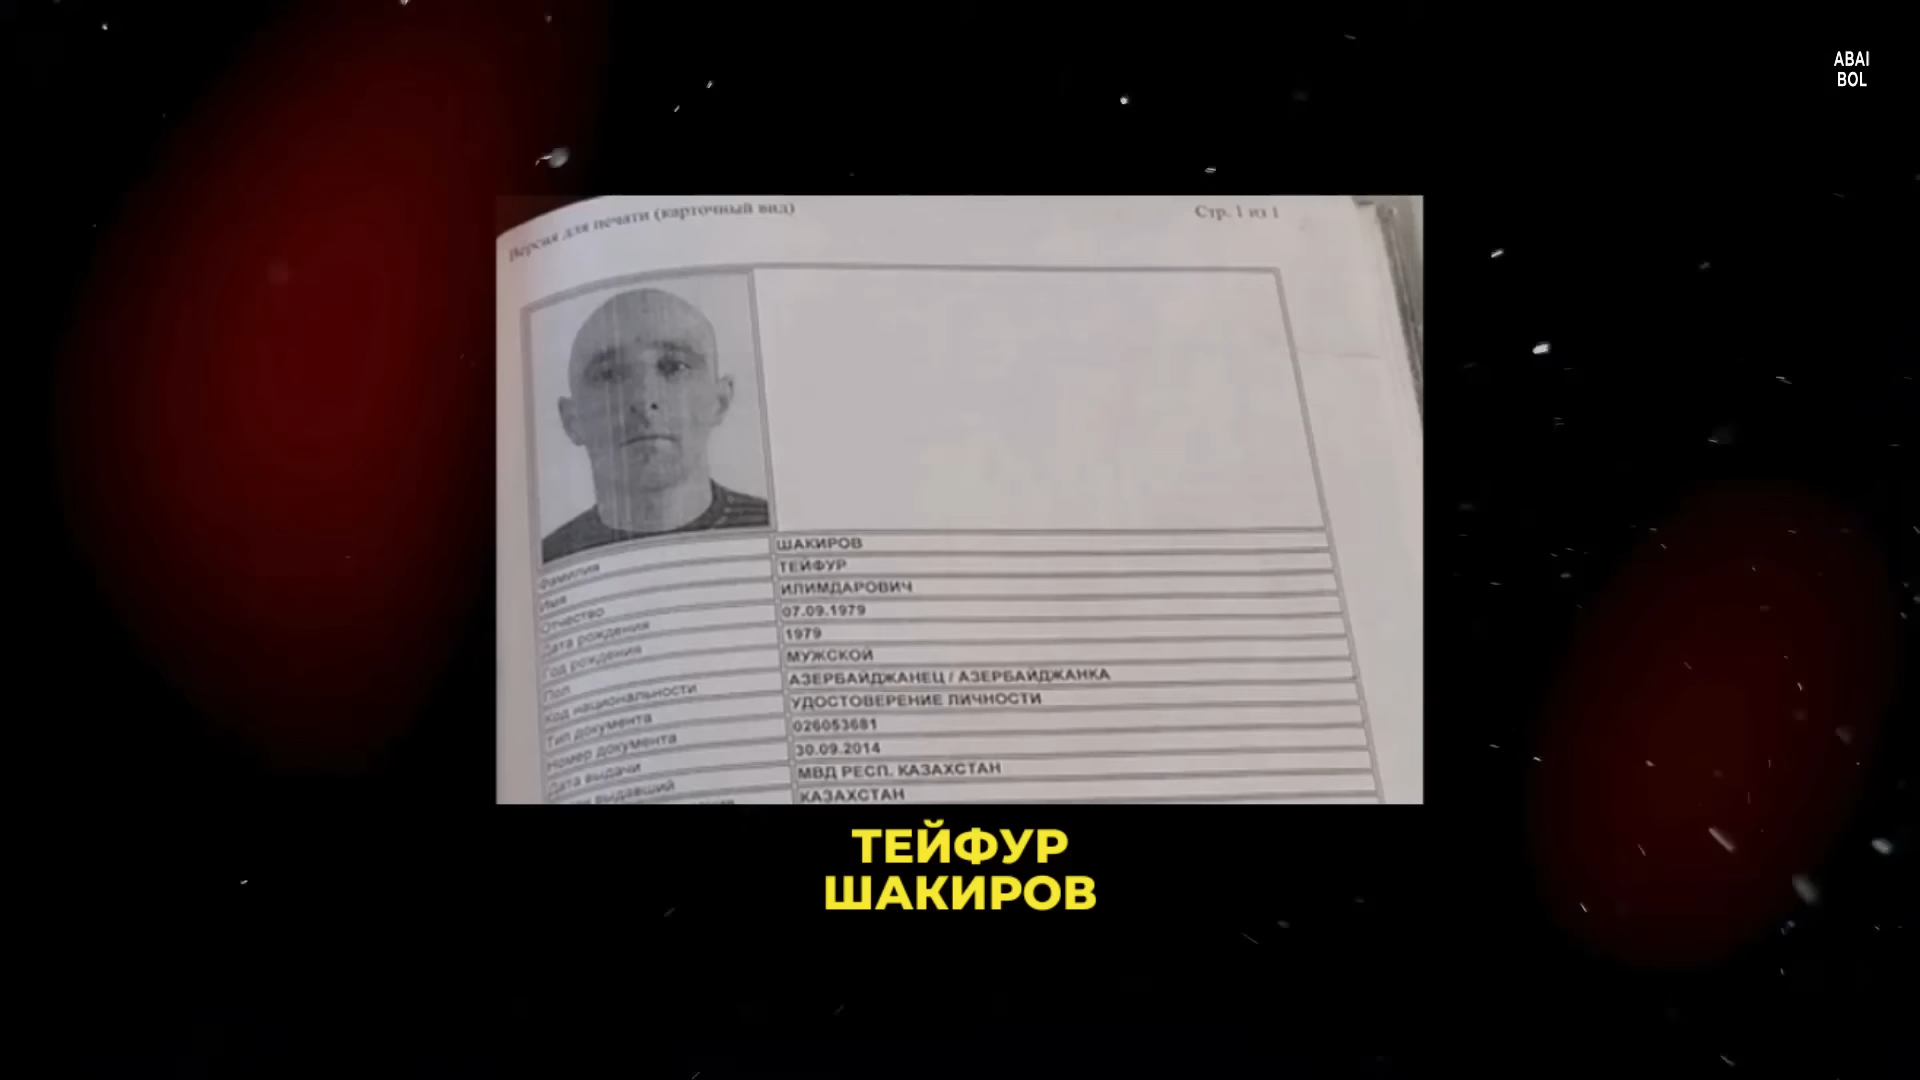 ABAI
BOL
Версия для печати (карточный вид)
Стр. 1 из 1
Фамилия ШАКИРОВ
Имя ТЕЙФУР
Отчество ИЛИМДАРОВИЧ
Дата рождения 07.09.1979
Год рождения 1979
Пол МУЖСКОЙ
Код национальности АЗЕРБАЙДЖАНЕЦ / АЗЕРБАЙДЖАНКА
Тип документа УДОСТОВЕРЕНИЕ ЛИЧНОСТИ
Номер документа 026053681
Дата выдачи 30.09.2014
выдавший МВД РЕСП. КАЗАХСТАН
КАЗАХСТАН
ТЕЙФУР
ШАКИРОВ